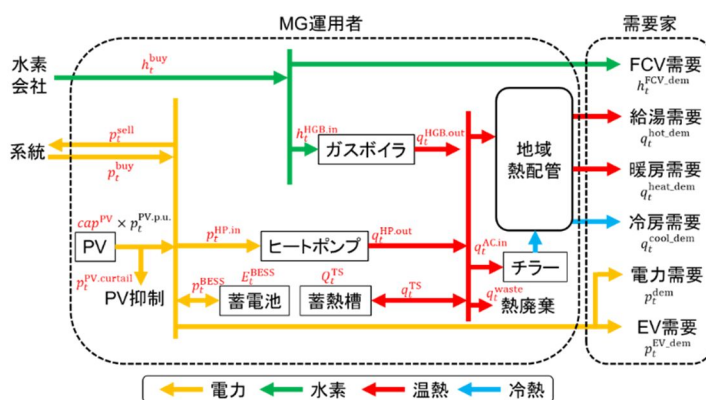 MG運用者
需要家
水素
会社
h_t^buy
FCV需要
h_t^FCV_dem
p_t^sell
系統
p_t^buy
h_t^HGB.in
ガスボイラ
q_t^HGB.out
地域
熱配管
給湯需要
q_t^hot_dem
暖房需要
q_t^heat_dem
cap^PV × p_t^PV.p.u.
PV
p_t^HP.in
ヒートポンプ
q_t^HP.out
q_t^AC.in
チラー
冷房需要
q_t^cool_dem
p_t^PV.curtail
PV抑制
p_t^BESS
E_t^BESS
蓄電池
Q_t^TS
蓄熱槽
q_t^TS
q_t^waste
熱廃棄
電力需要
p_t^dem
EV需要
p_t^EV_dem
電力
水素
温熱
冷熱